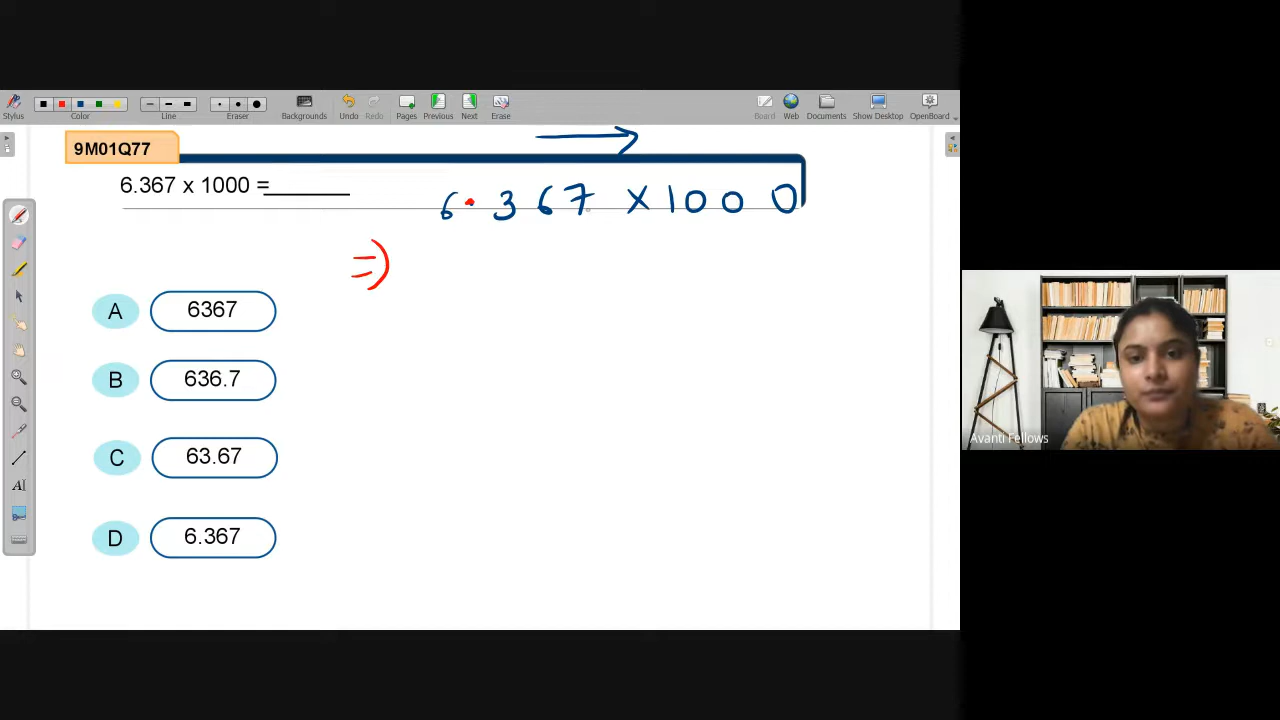 Stylus
Color
Line
Eraser
Backgrounds
Undo
Redo
Pages
Previous
Next
Erase
Board
Web
Documents
Show Desktop
OpenBoard
9M01Q77
6.367 x 1000 =_______
6.367 x 1000
=)
A 6367
B 636.7
C 63.67
D 6.367
Avanti Fellows